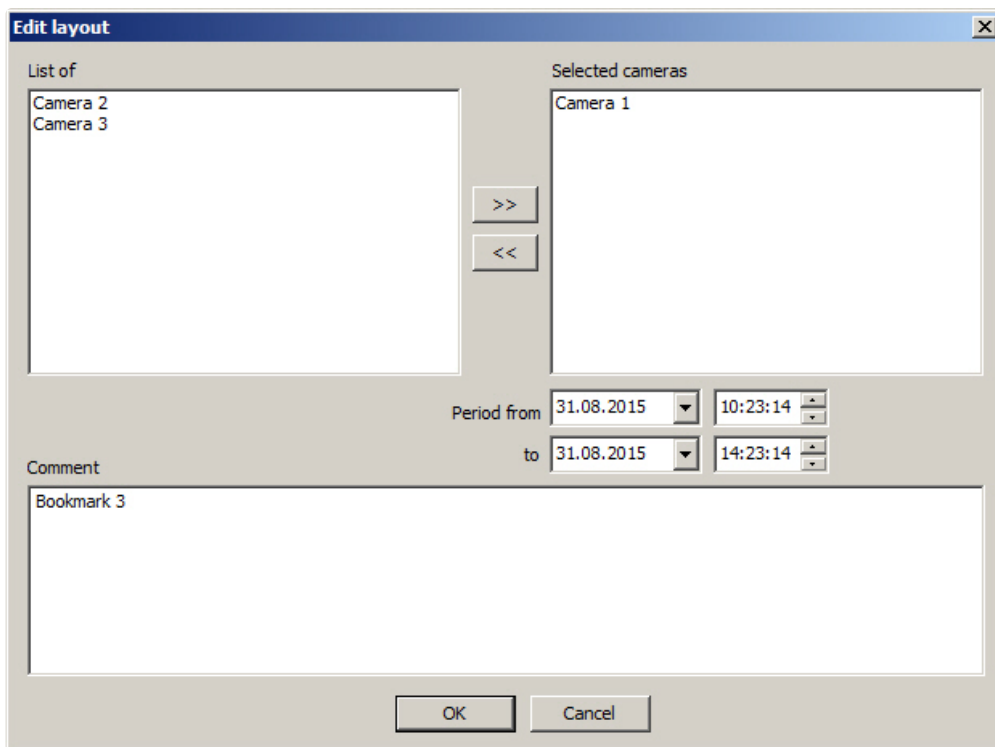 Edit layout
List of
Selected cameras
Camera 2
Camera 3
Camera 1
>>
<<
Period from 31.08.2015 10:23:14
to 31.08.2015 14:23:14
Comment
Bookmark 3
OK
Cancel